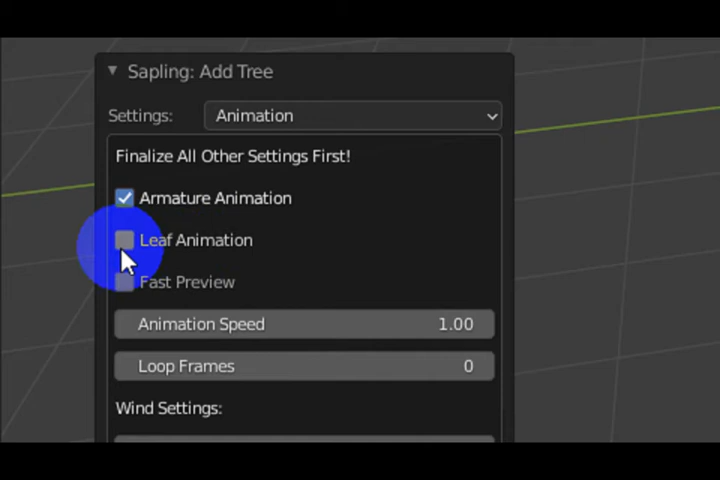 Sapling: Add Tree
Settings: Animation
Finalize All Other Settings First!
Armature Animation
Leaf Animation
Fast Preview
Animation Speed 1.00
Loop Frames 0
Wind Settings: